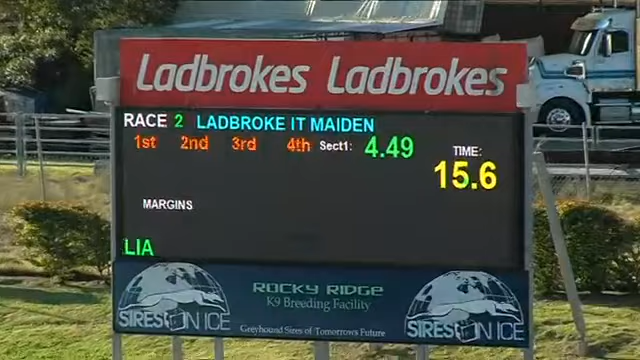 Ladbrokes Ladbrokes
RACE 2 LADBROKE IT MAIDEN
1st 2nd 3rd 4th Sect1: 4.49 TIME:
15.6
MARGINS
LIA
ROCKY RIDGE
K9 Breeding Facility
SIRES ON ICE SIRES ON ICE
Greyhound Sires of Tomorrows Future